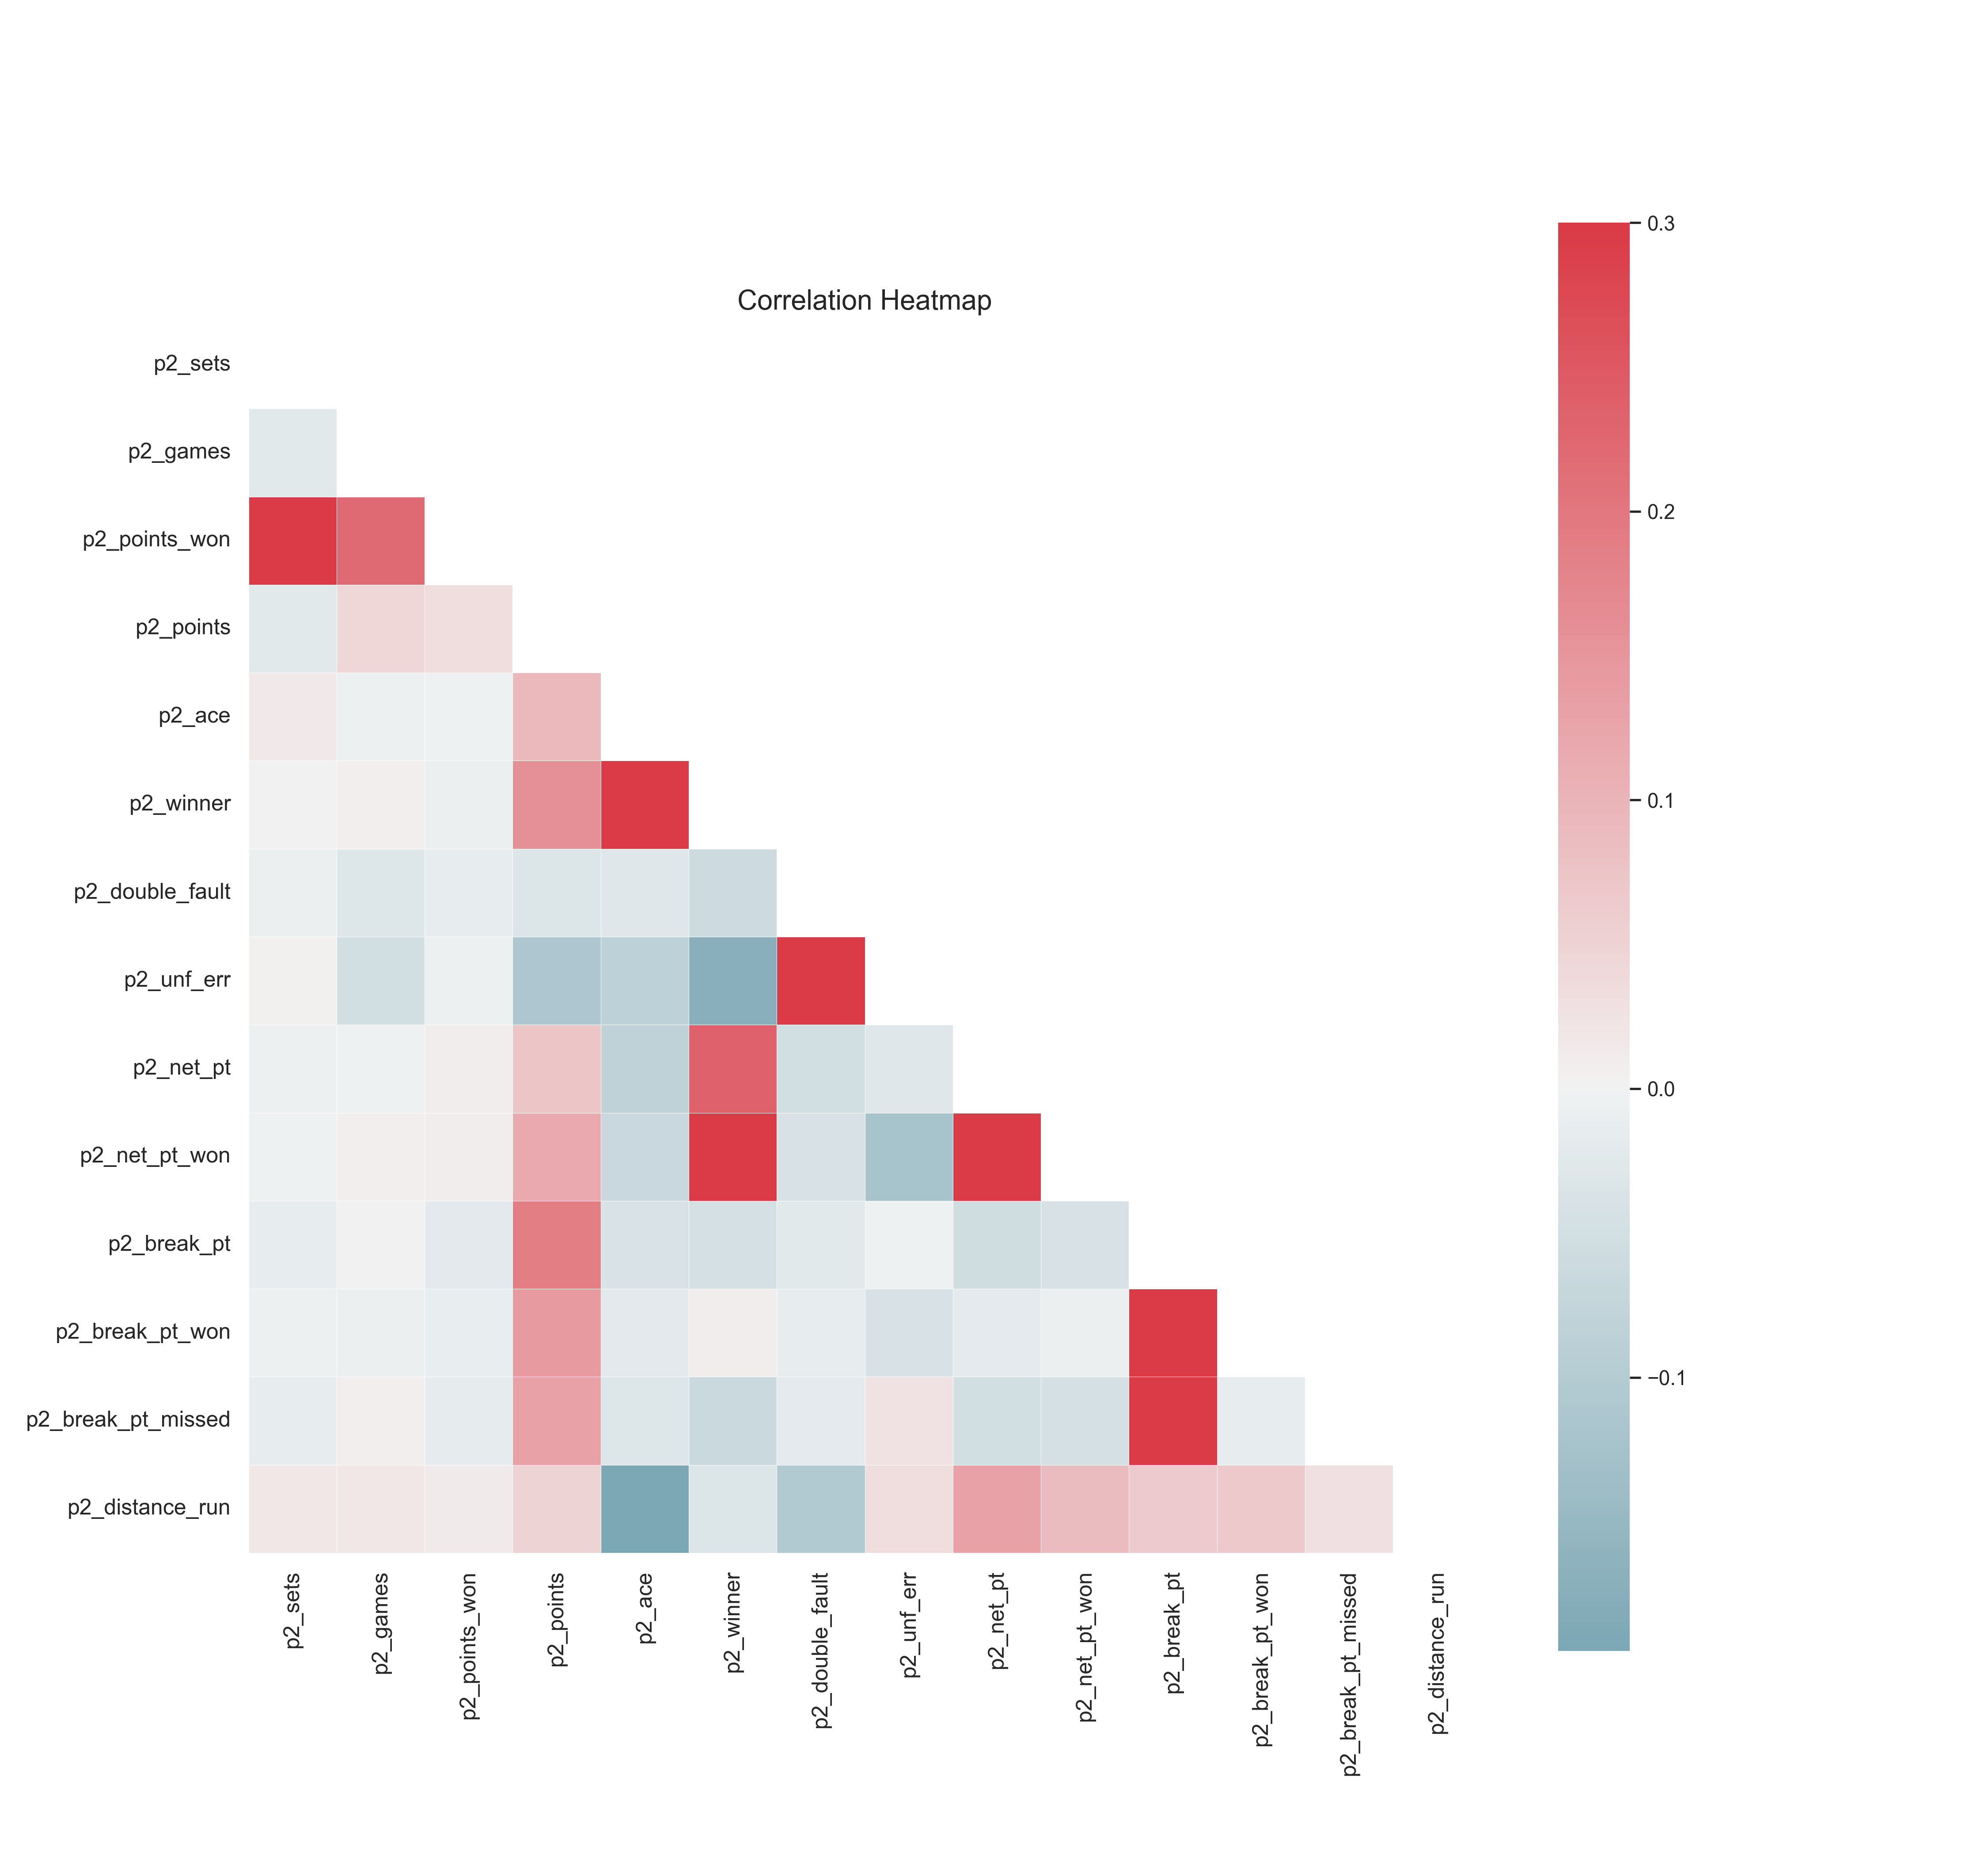 Correlation Heatmap
p2_sets
p2_games
p2_points_won
p2_points
p2_ace
p2_winner
p2_double_fault
p2_unf_err
p2_net_pt
p2_net_pt_won
p2_break_pt
p2_break_pt_won
p2_break_pt_missed
p2_distance_run
p2_sets
p2_games
p2_points_won
p2_points
p2_ace
p2_winner
p2_double_fault
p2_unf_err
p2_net_pt
p2_net_pt_won
p2_break_pt
p2_break_pt_won
p2_break_pt_missed
p2_distance_run
0.3
0.2
0.1
0.0
−0.1